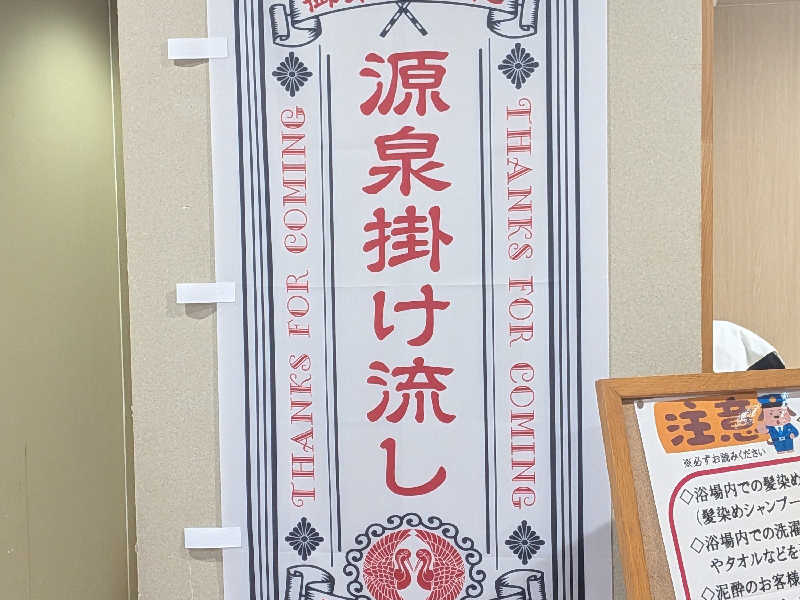 源泉掛け流し
THANKS FOR COMING
THANKS FOR COMING
注意
※必ずお読みください
◇浴場内での髪染め
(髪染めシャンプー
◇浴場内での洗濯
やタオルなどを
◇泥酔のお客様